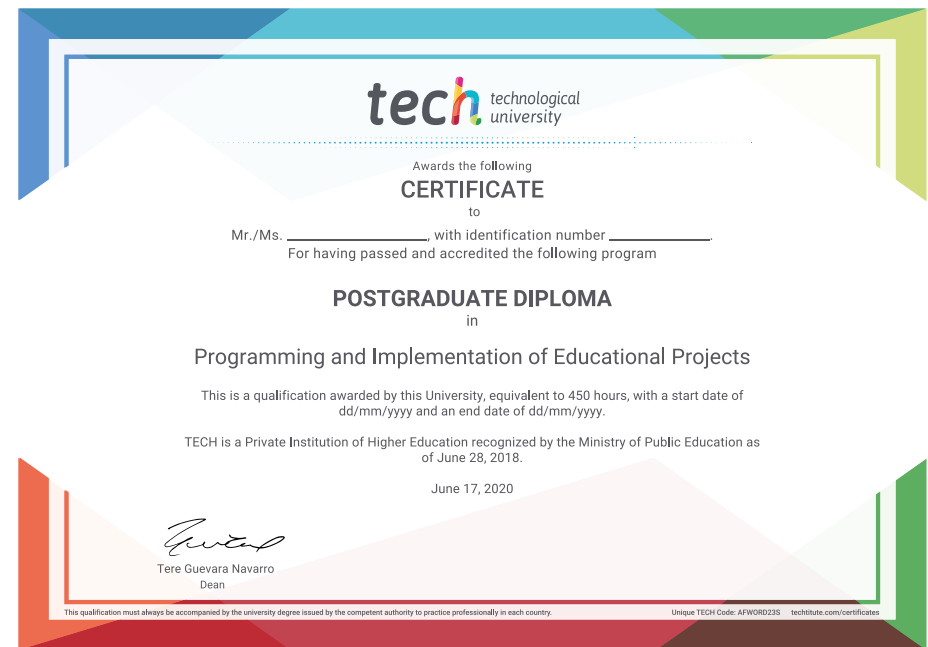 tech technological
university
Awards the following
CERTIFICATE
to
Mr./Ms. ____________________, with identification number ______________.
For having passed and accredited the following program
POSTGRADUATE DIPLOMA
in
Programming and Implementation of Educational Projects
This is a qualification awarded by this University, equivalent to 450 hours, with a start date of
dd/mm/yyyy and an end date of dd/mm/yyyy.
TECH is a Private Institution of Higher Education recognized by the Ministry of Public Education as
of June 28, 2018.
June 17, 2020
Tere Guevara Navarro
Dean
This qualification must always be accompanied by the university degree issued by the competent authority to practice professionally in each country.
Unique TECH Code: AFWORD23S techtitute.com/certificates